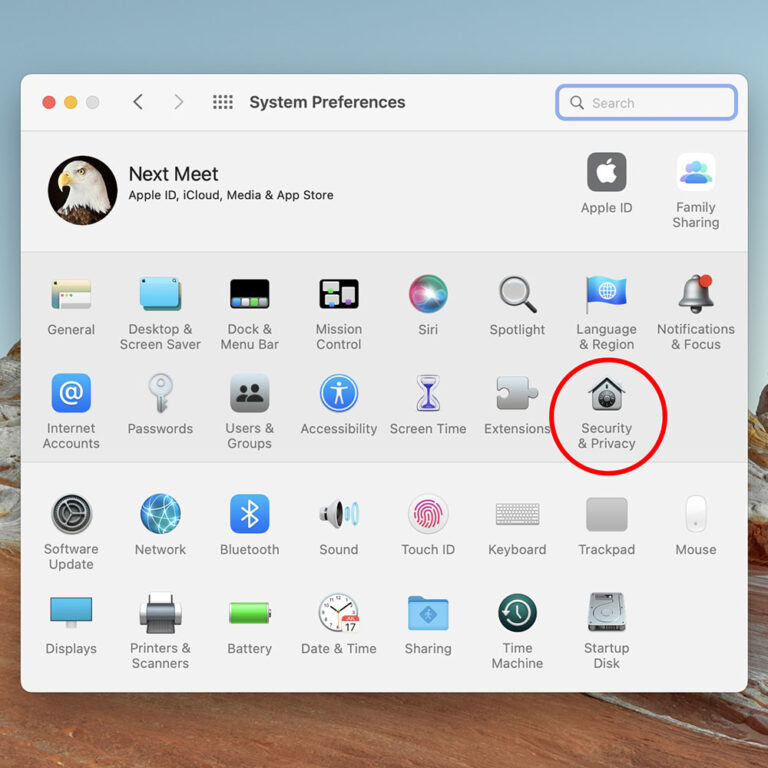 System Preferences
Search
Next Meet
Apple ID, iCloud, Media & App Store
Apple ID
Family
Sharing
General
Desktop &
Screen Saver
Dock &
Menu Bar
Mission
Control
Siri
Spotlight
Language
& Region
Notifications
& Focus
Internet
Accounts
Passwords
Users &
Groups
Accessibility
Screen Time
Extensions
Security
& Privacy
Software
Update
Network
Bluetooth
Sound
Touch ID
Keyboard
Trackpad
Mouse
Displays
Printers &
Scanners
Battery
JUL
17
Date & Time
Sharing
Time
Machine
Startup
Disk